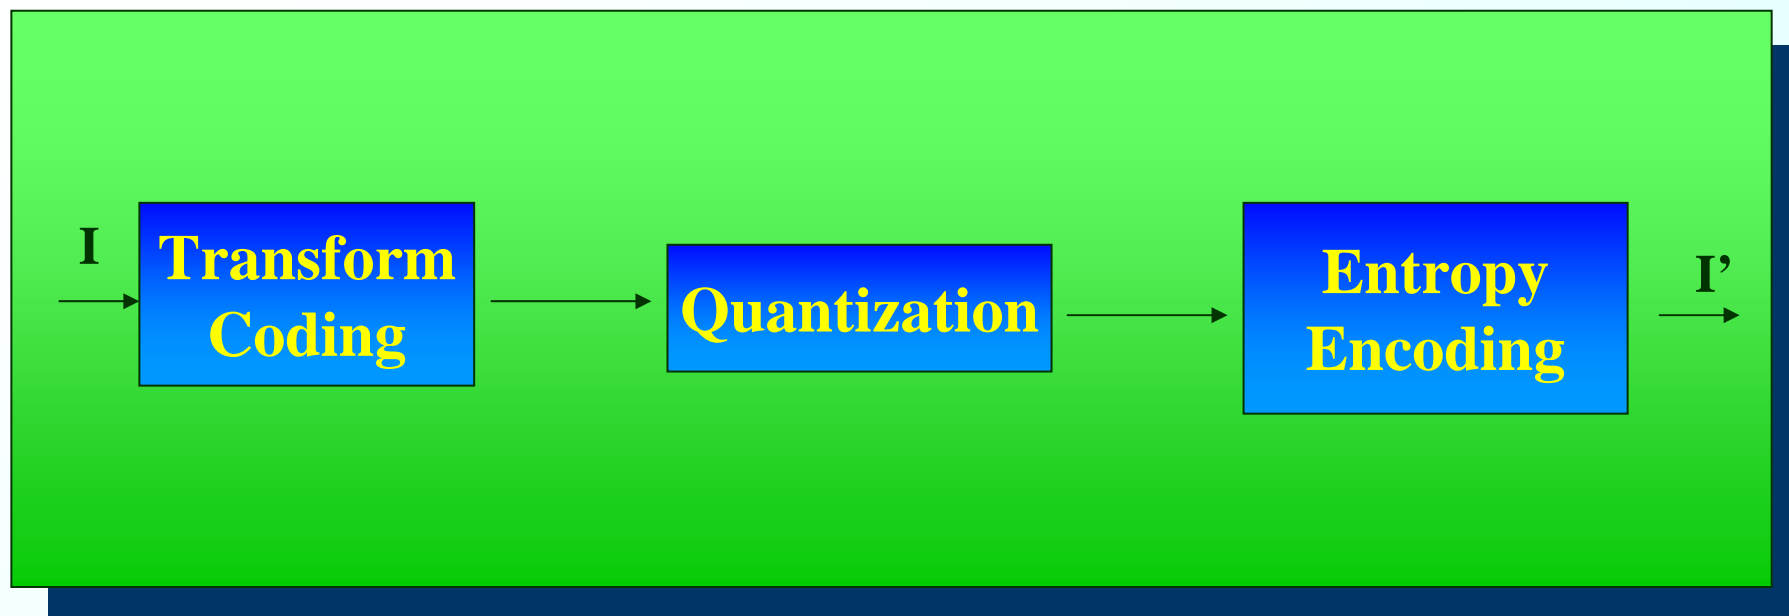 I
Transform
Coding
Quantization
Entropy
Encoding
I’